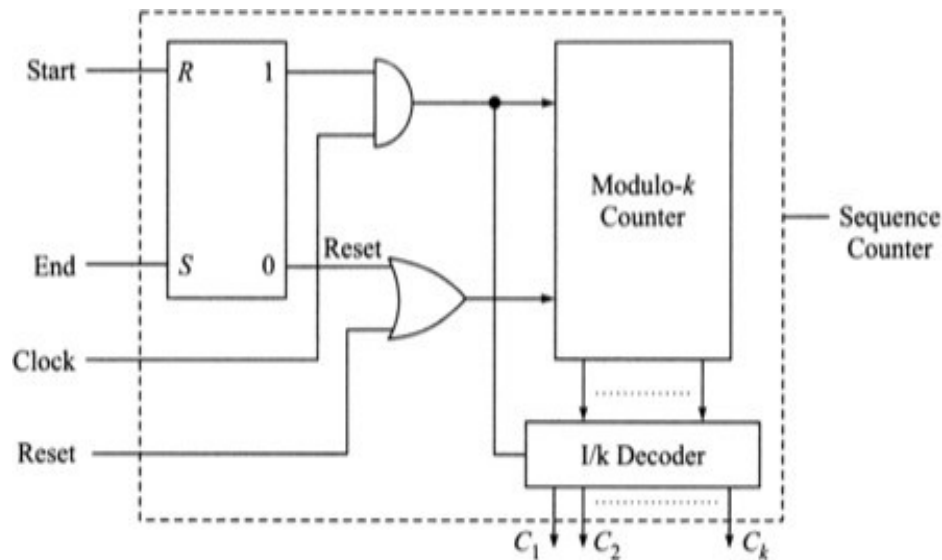 Start
R
1
Modulo-k
Counter
Sequence
Counter
End
S
0
Reset
Clock
Reset
I/k Decoder
C₁
C₂
Cₖ